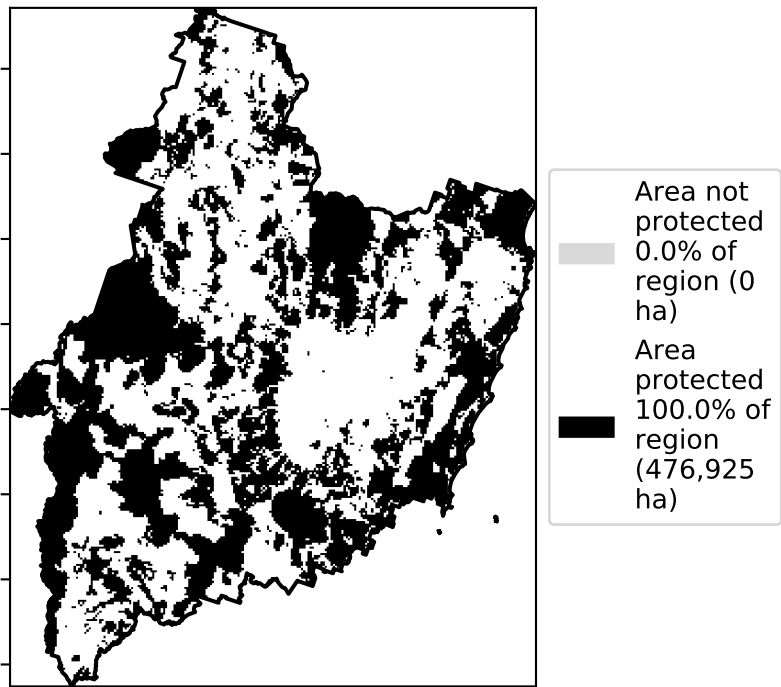 Area not
protected
0.0% of
region (0
ha)
Area
protected
100.0% of
region
(476,925
ha)